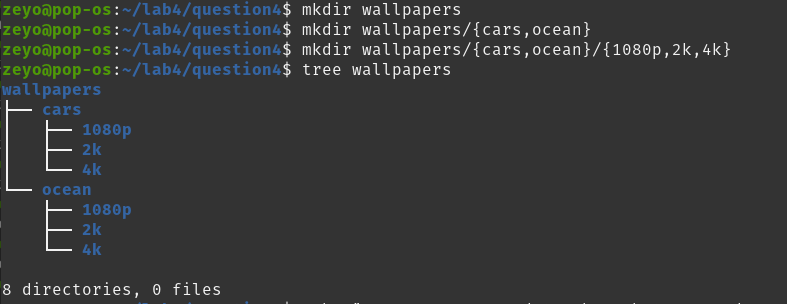 zeyo@pop-os:~/lab4/question4$ mkdir wallpapers
zeyo@pop-os:~/lab4/question4$ mkdir wallpapers/{cars,ocean}
zeyo@pop-os:~/lab4/question4$ mkdir wallpapers/{cars,ocean}/{1080p,2k,4k}
zeyo@pop-os:~/lab4/question4$ tree wallpapers
wallpapers
├── cars
│   ├── 1080p
│   ├── 2k
│   └── 4k
└── ocean
    ├── 1080p
    ├── 2k
    └── 4k
8 directories, 0 files